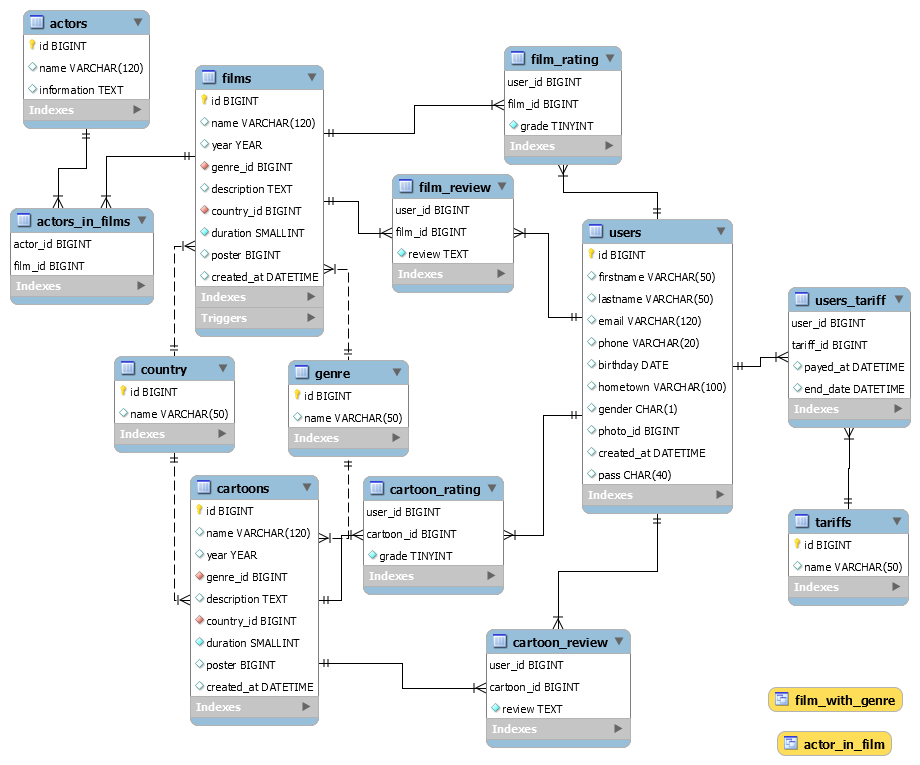 actors
id BIGINT
name VARCHAR(120)
information TEXT
Indexes
films
id BIGINT
name VARCHAR(120)
year YEAR
genre_id BIGINT
description TEXT
country_id BIGINT
duration SMALLINT
poster BIGINT
created_at DATETIME
Indexes
Triggers
film_rating
user_id BIGINT
film_id BIGINT
grade TINYINT
Indexes
film_review
user_id BIGINT
film_id BIGINT
review TEXT
Indexes
actors_in_films
actor_id BIGINT
film_id BIGINT
Indexes
users
id BIGINT
firstname VARCHAR(50)
lastname VARCHAR(50)
email VARCHAR(120)
phone VARCHAR(20)
birthday DATE
hometown VARCHAR(100)
gender CHAR(1)
photo_id BIGINT
created_at DATETIME
pass CHAR(40)
Indexes
users_tariff
user_id BIGINT
tariff_id BIGINT
payed_at DATETIME
end_date DATETIME
Indexes
country
id BIGINT
name VARCHAR(50)
Indexes
genre
id BIGINT
name VARCHAR(50)
Indexes
cartoons
id BIGINT
name VARCHAR(120)
year YEAR
genre_id BIGINT
description TEXT
country_id BIGINT
duration SMALLINT
poster BIGINT
created_at DATETIME
Indexes
cartoon_rating
user_id BIGINT
cartoon_id BIGINT
grade TINYINT
Indexes
tariffs
id BIGINT
name VARCHAR(50)
Indexes
cartoon_review
user_id BIGINT
cartoon_id BIGINT
review TEXT
Indexes
film_with_genre
actor_in_film